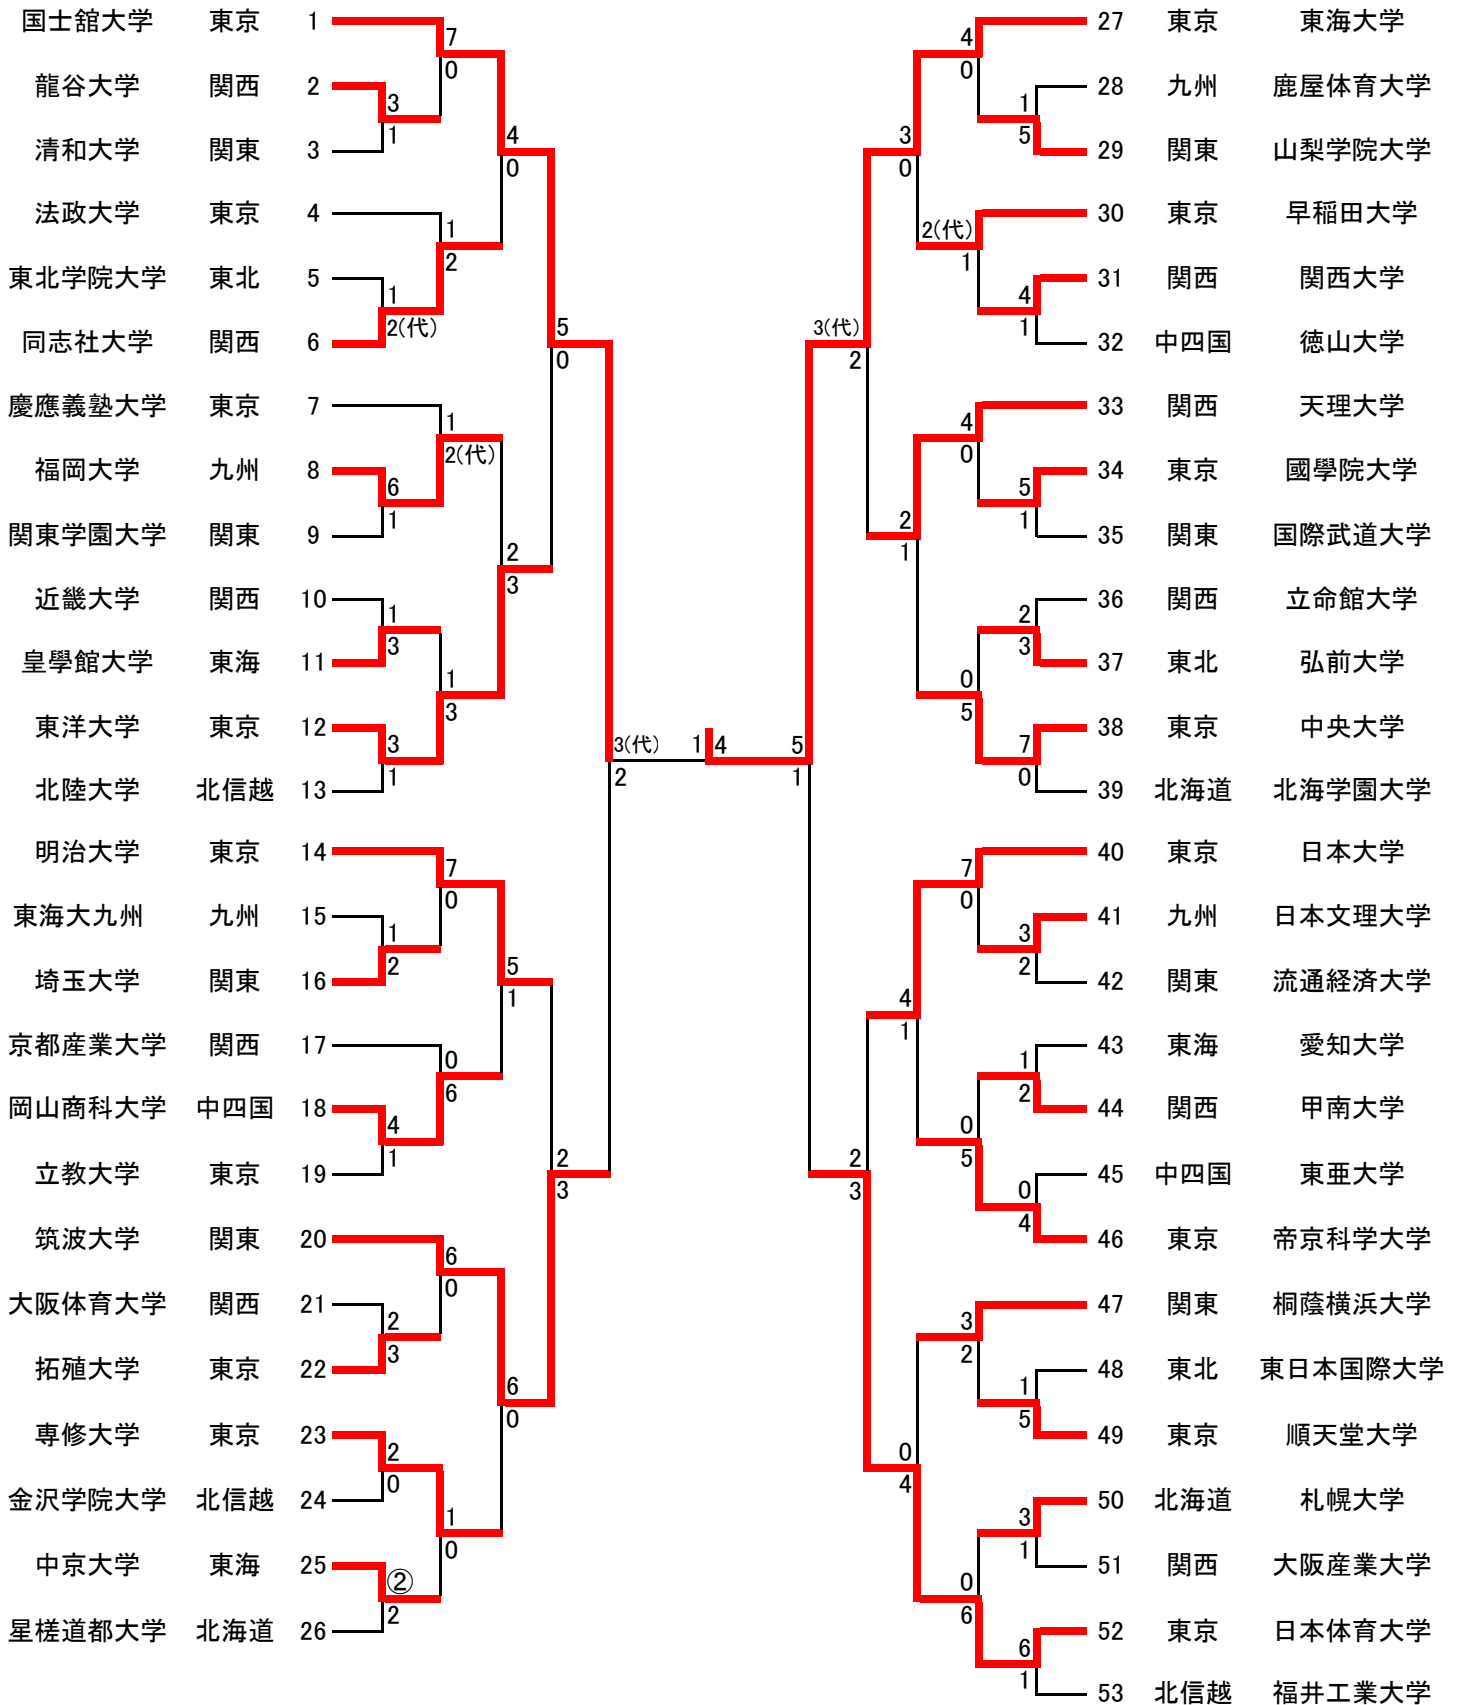 国士舘大学 東京 1
7
0
龍谷大学 関西 2
3
1
清和大学 関東 3
4
0
法政大学 東京 4
1
2
東北学院大学 東北 5
1
2(代)
同志社大学 関西 6
5
0
慶應義塾大学 東京 7
1
2(代)
福岡大学 九州 8
6
1
関東学園大学 関東 9
2
3
近畿大学 関西 10
1
3
皇學館大学 東海 11
1
3
東洋大学 東京 12
3
1
北陸大学 北信越 13
3(代)
2
明治大学 東京 14
7
0
東海大九州 九州 15
1
2
埼玉大学 関東 16
5
1
京都産業大学 関西 17
0
6
岡山商科大学 中四国 18
4
1
立教大学 東京 19
2
3
筑波大学 関東 20
6
0
大阪体育大学 関西 21
2
3
拓殖大学 東京 22
6
0
専修大学 東京 23
2
0
金沢学院大学 北信越 24
1
0
中京大学 東海 25
②
2
星槎道都大学 北海道 26
1 4
27 東京 東海大学
4
0
28 九州 鹿屋体育大学
1
5
29 関東 山梨学院大学
3
0
30 東京 早稲田大学
2(代)
1
31 関西 関西大学
4
1
32 中四国 徳山大学
3(代)
2
33 関西 天理大学
4
0
34 東京 國學院大学
5
1
35 関東 国際武道大学
2
1
36 関西 立命館大学
2
3
37 東北 弘前大学
0
5
38 東京 中央大学
7
0
39 北海道 北海学園大学
5
1
40 東京 日本大学
7
0
41 九州 日本文理大学
3
2
42 関東 流通経済大学
4
1
43 東海 愛知大学
1
2
44 関西 甲南大学
0
5
45 中四国 東亜大学
0
4
46 東京 帝京科学大学
2
3
47 関東 桐蔭横浜大学
3
2
48 東北 東日本国際大学
1
5
49 東京 順天堂大学
0
4
50 北海道 札幌大学
3
1
51 関西 大阪産業大学
0
6
52 東京 日本体育大学
6
1
53 北信越 福井工業大学